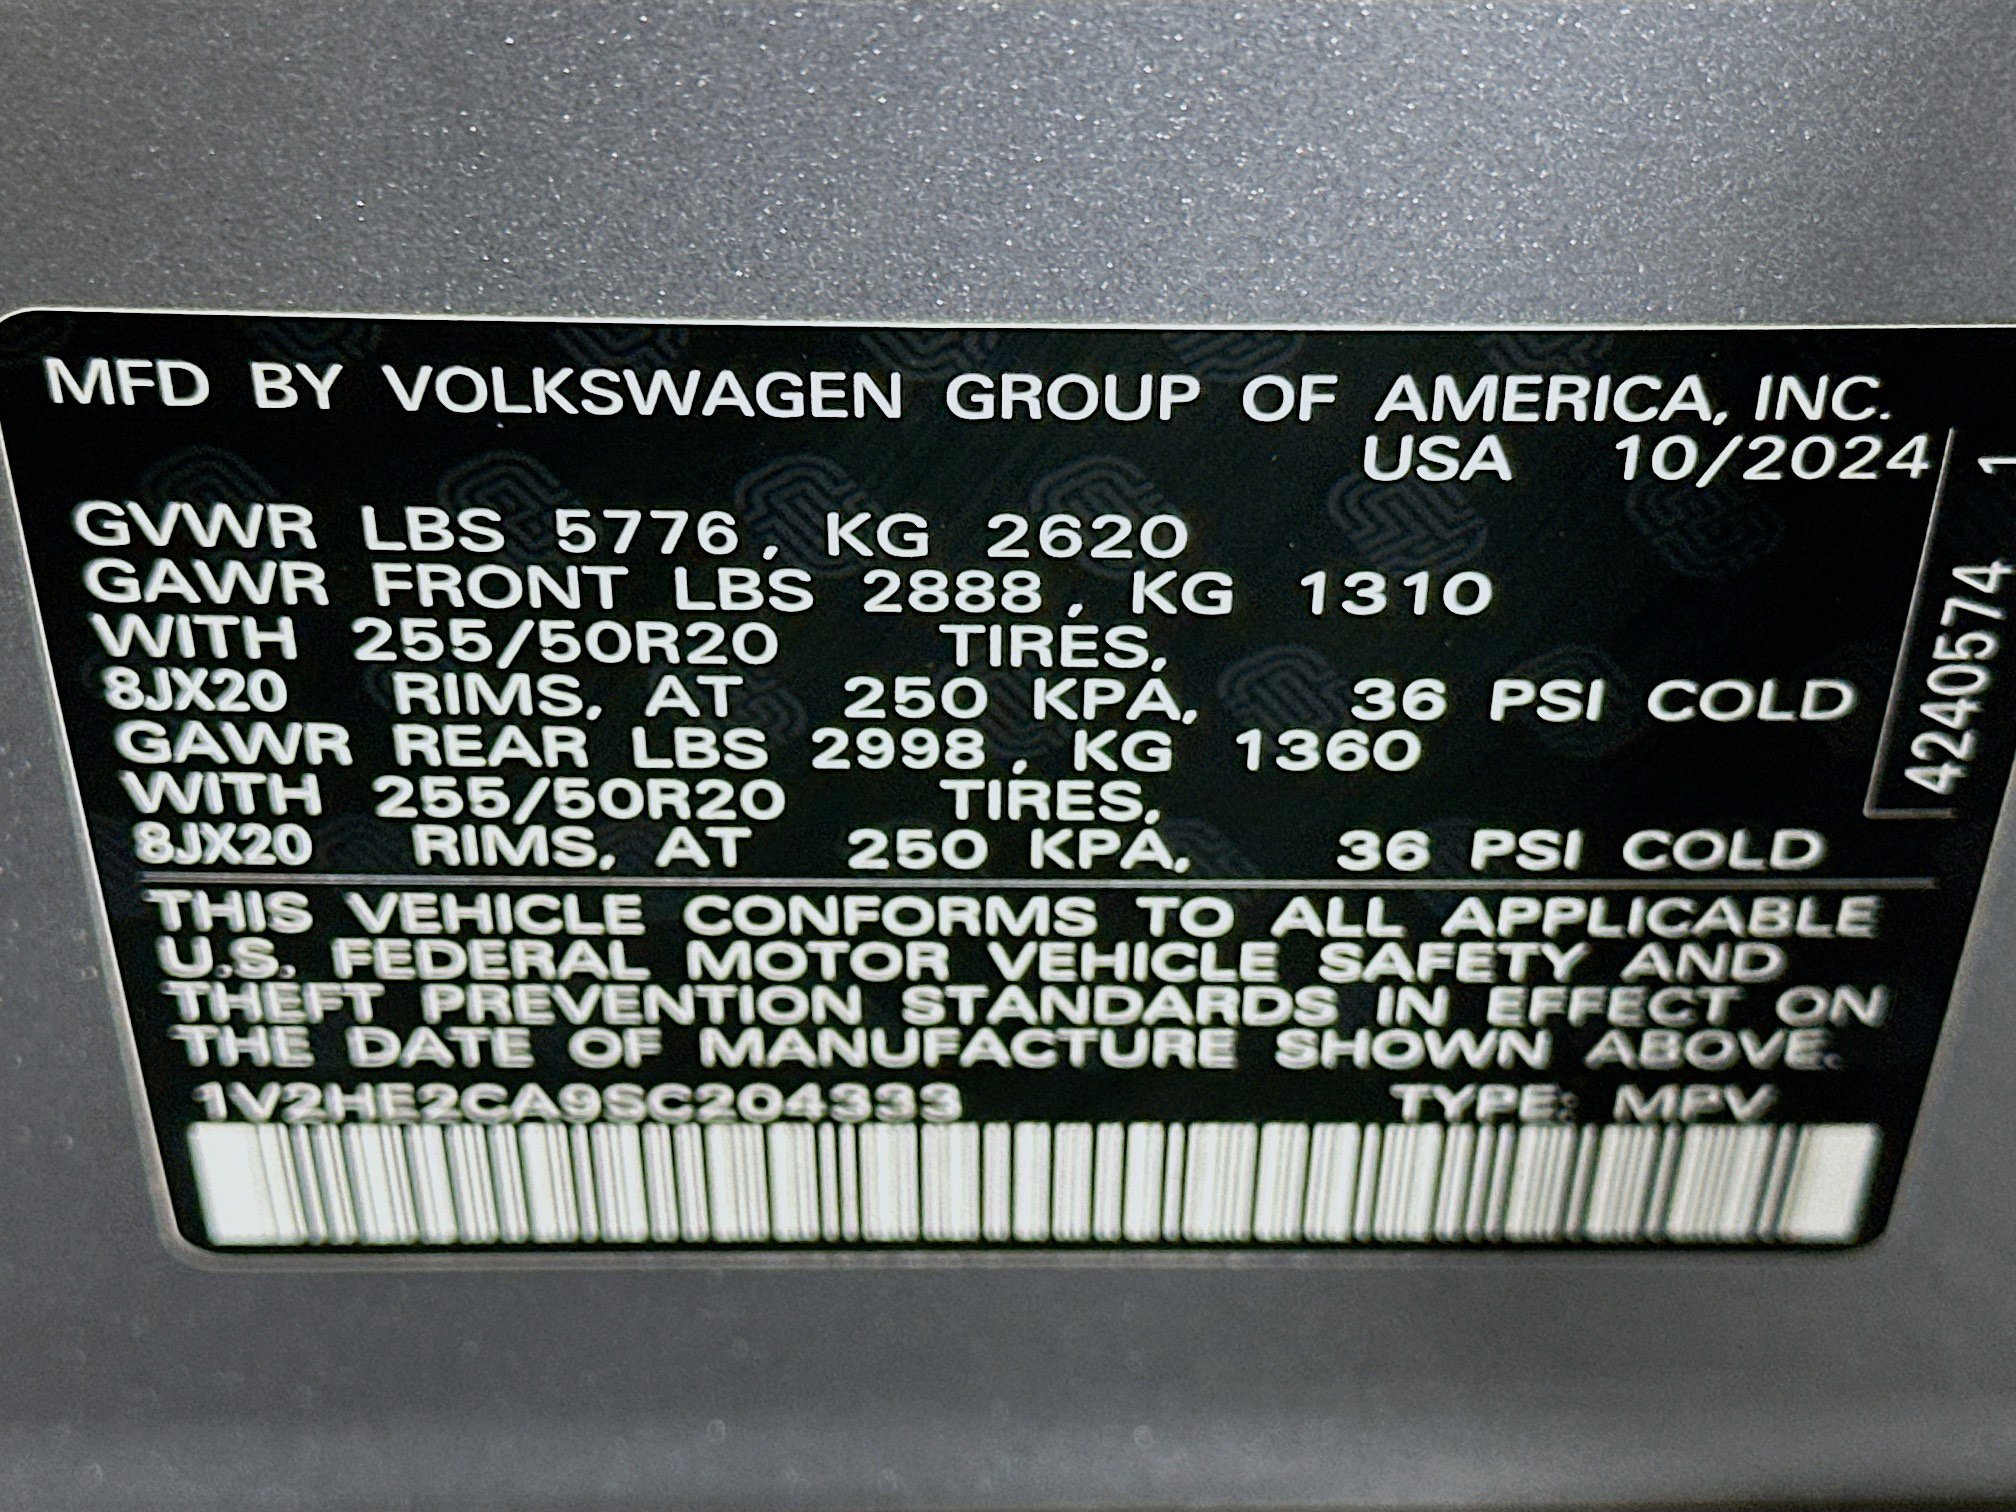 MFD BY VOLKSWAGEN GROUP OF AMERICA, INC.
USA 10/2024
GVWR LBS 5776, KG 2620
GAWR FRONT LBS 2888, KG 1310
WITH 255/50R20 TIRES,
8JX20 RIMS, AT 250 KPA, 36 PSI COLD
GAWR REAR LBS 2998, KG 1360
WITH 255/50R20 TIRES,
8JX20 RIMS, AT 250 KPA, 36 PSI COLD
THIS VEHICLE CONFORMS TO ALL APPLICABLE
U.S. FEDERAL MOTOR VEHICLE SAFETY AND
THEFT PREVENTION STANDARDS IN EFFECT ON
THE DATE OF MANUFACTURE SHOWN ABOVE.
1V2HE2CA9SC204333 TYPE: MPV
4240574 1